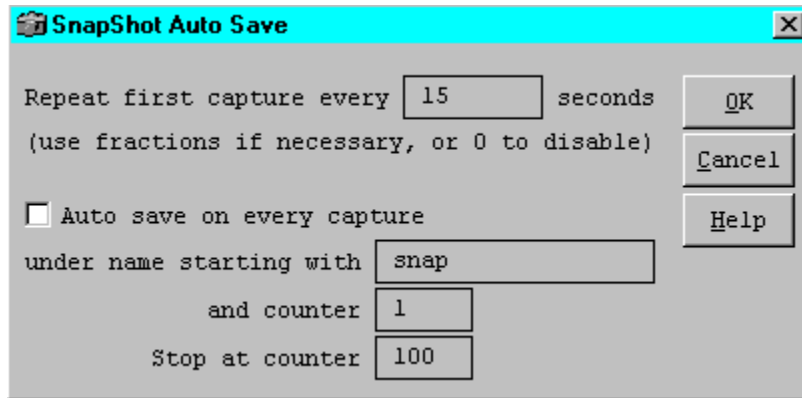 SnapShot Auto Save
Repeat first capture every 15 seconds
OK
(use fractions if necessary, or 0 to disable)
Cancel
Auto save on every capture
Help
under name starting with snap
and counter 1
Stop at counter 100